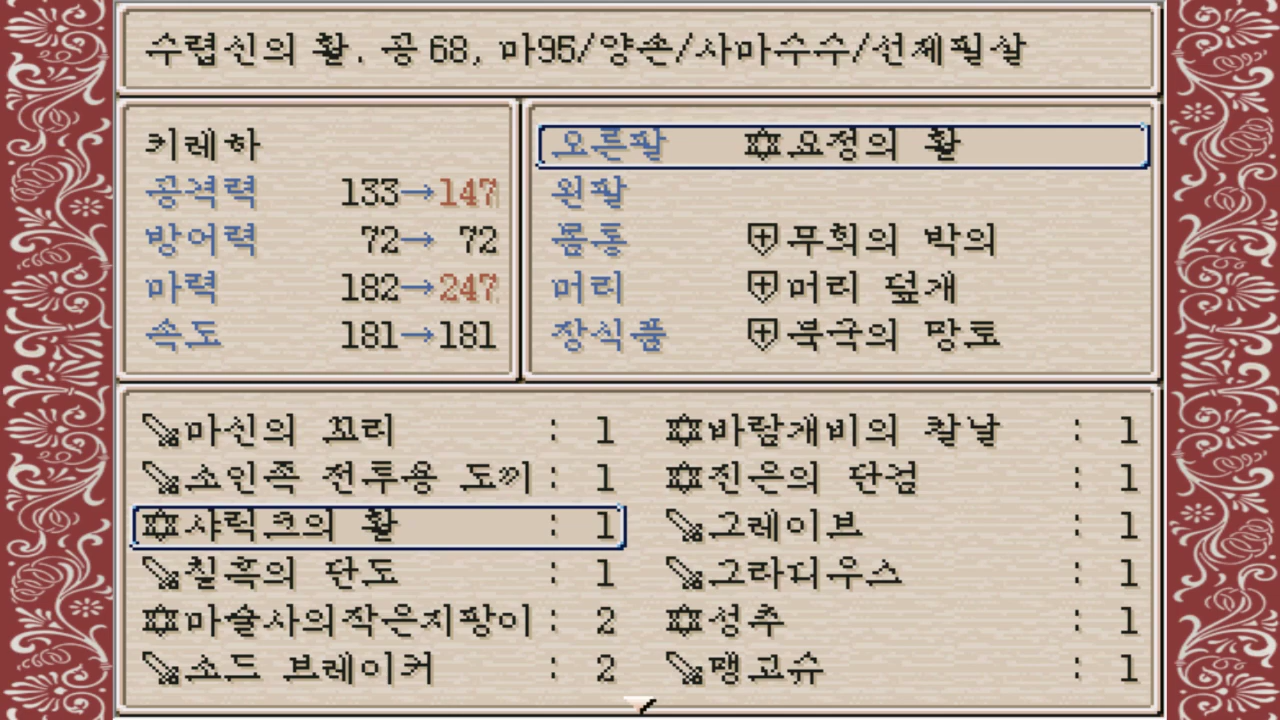 수렵신의 활. 공 68, 마95/양손/사마수수/선제필살
키레하
공격력 133→147
방어력 72→ 72
마력 182→247
속도 181→181
오른팔 ✡요정의 활
왼팔
몸통 무희의 박의
머리 머리 덮개
장식품 북국의 망토
마신의 꼬리 : 1 ✡바람개비의 칼날 : 1
소인족 전투용 도끼 : 1 ✡진은의 단검 : 1
✡샤릭크의 활 : 1 그레이브 : 1
칠흑의 단도 : 1 그라디우스 : 1
✡마술사의작은지팡이 : 2 ✡성추 : 1
소드 브레이커 : 2 맹고슈 : 1